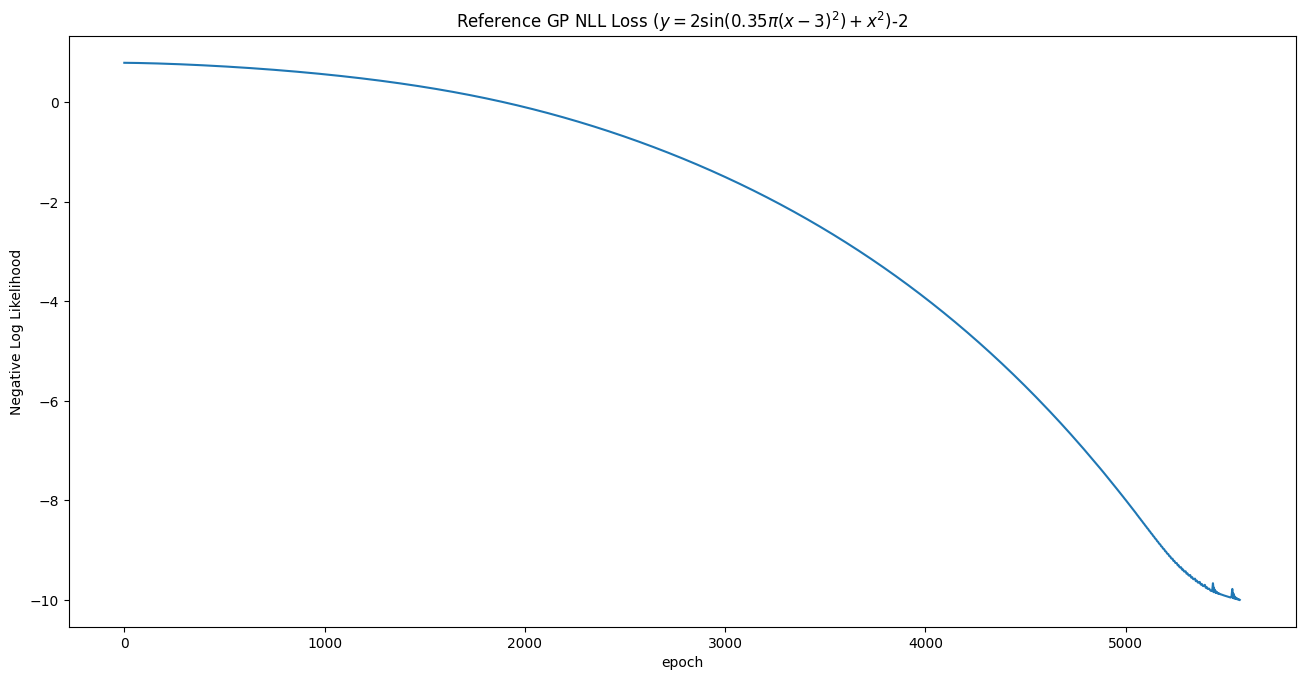 Reference GP NLL Loss (y = 2sin(0.35π(x − 3)²) + x²)-2
Negative Log Likelihood
0
−2
−4
−6
−8
−10
0 1000 2000 3000 4000 5000
epoch